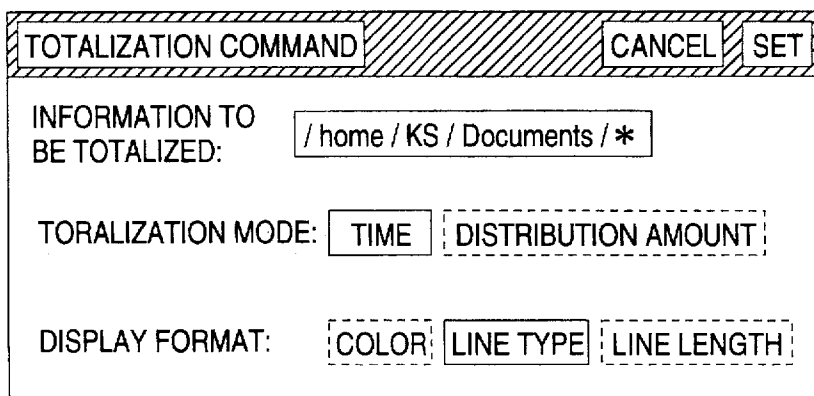 TOTALIZATION COMMAND CANCEL SET
INFORMATION TO
BE TOTALIZED: / home / KS / Documents / *
TORALIZATION MODE: TIME DISTRIBUTION AMOUNT
DISPLAY FORMAT: COLOR LINE TYPE LINE LENGTH